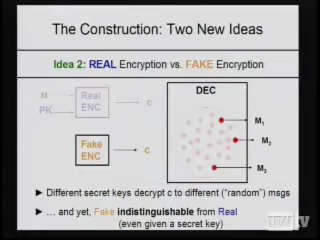 The Construction: Two New Ideas
Idea 2: REAL Encryption vs. FAKE Encryption
DEC
M
PK
Real
ENC
c
M1
M2
Fake
ENC
c
M3
► Different secret keys decrypt c to different ("random") msgs
► … and yet, Fake indistinguishable from Real
(even given a secret key)